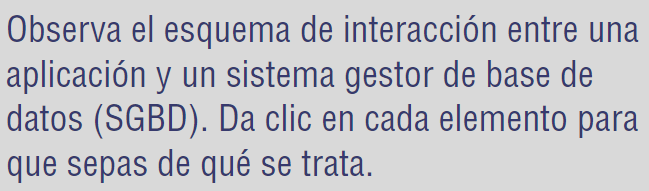 Observa el esquema de interacción entre una
aplicación y un sistema gestor de base de
datos (SGBD). Da clic en cada elemento para
que sepas de qué se trata.